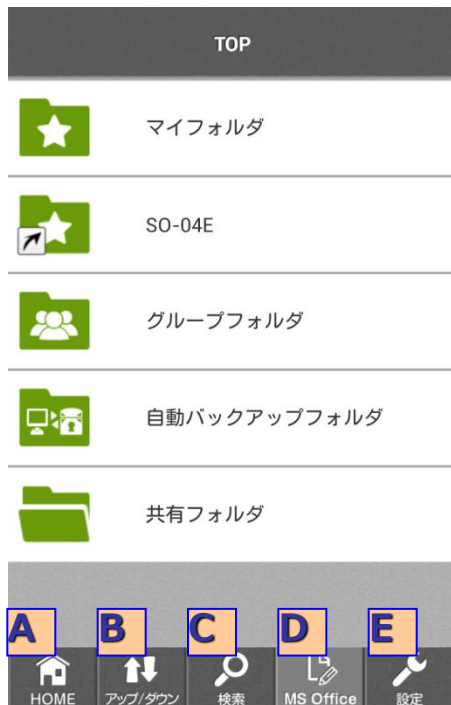 TOP
マイフォルダ
SO-04E
グループフォルダ
自動バックアップフォルダ
共有フォルダ
A B C D E
HOME アップ/ダウン 検索 MS Office 設定